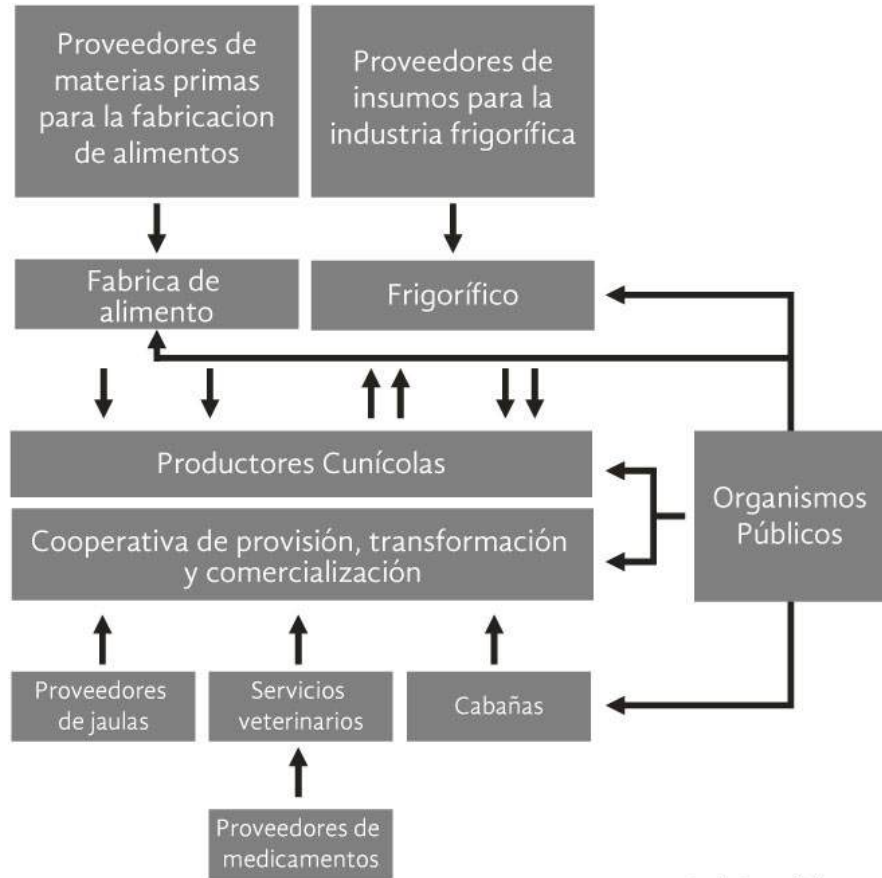 Proveedores de
materias primas
para la fabricacion
de alimentos
Proveedores de
insumos para la
industria frigorífica
Fabrica de
alimento
Frigorífico
Productores Cunícolas
Organismos
Públicos
Cooperativa de provisión, transformación
y comercialización
Proveedores
de jaulas
Servicios
veterinarios
Cabañas
Proveedores de
medicamentos